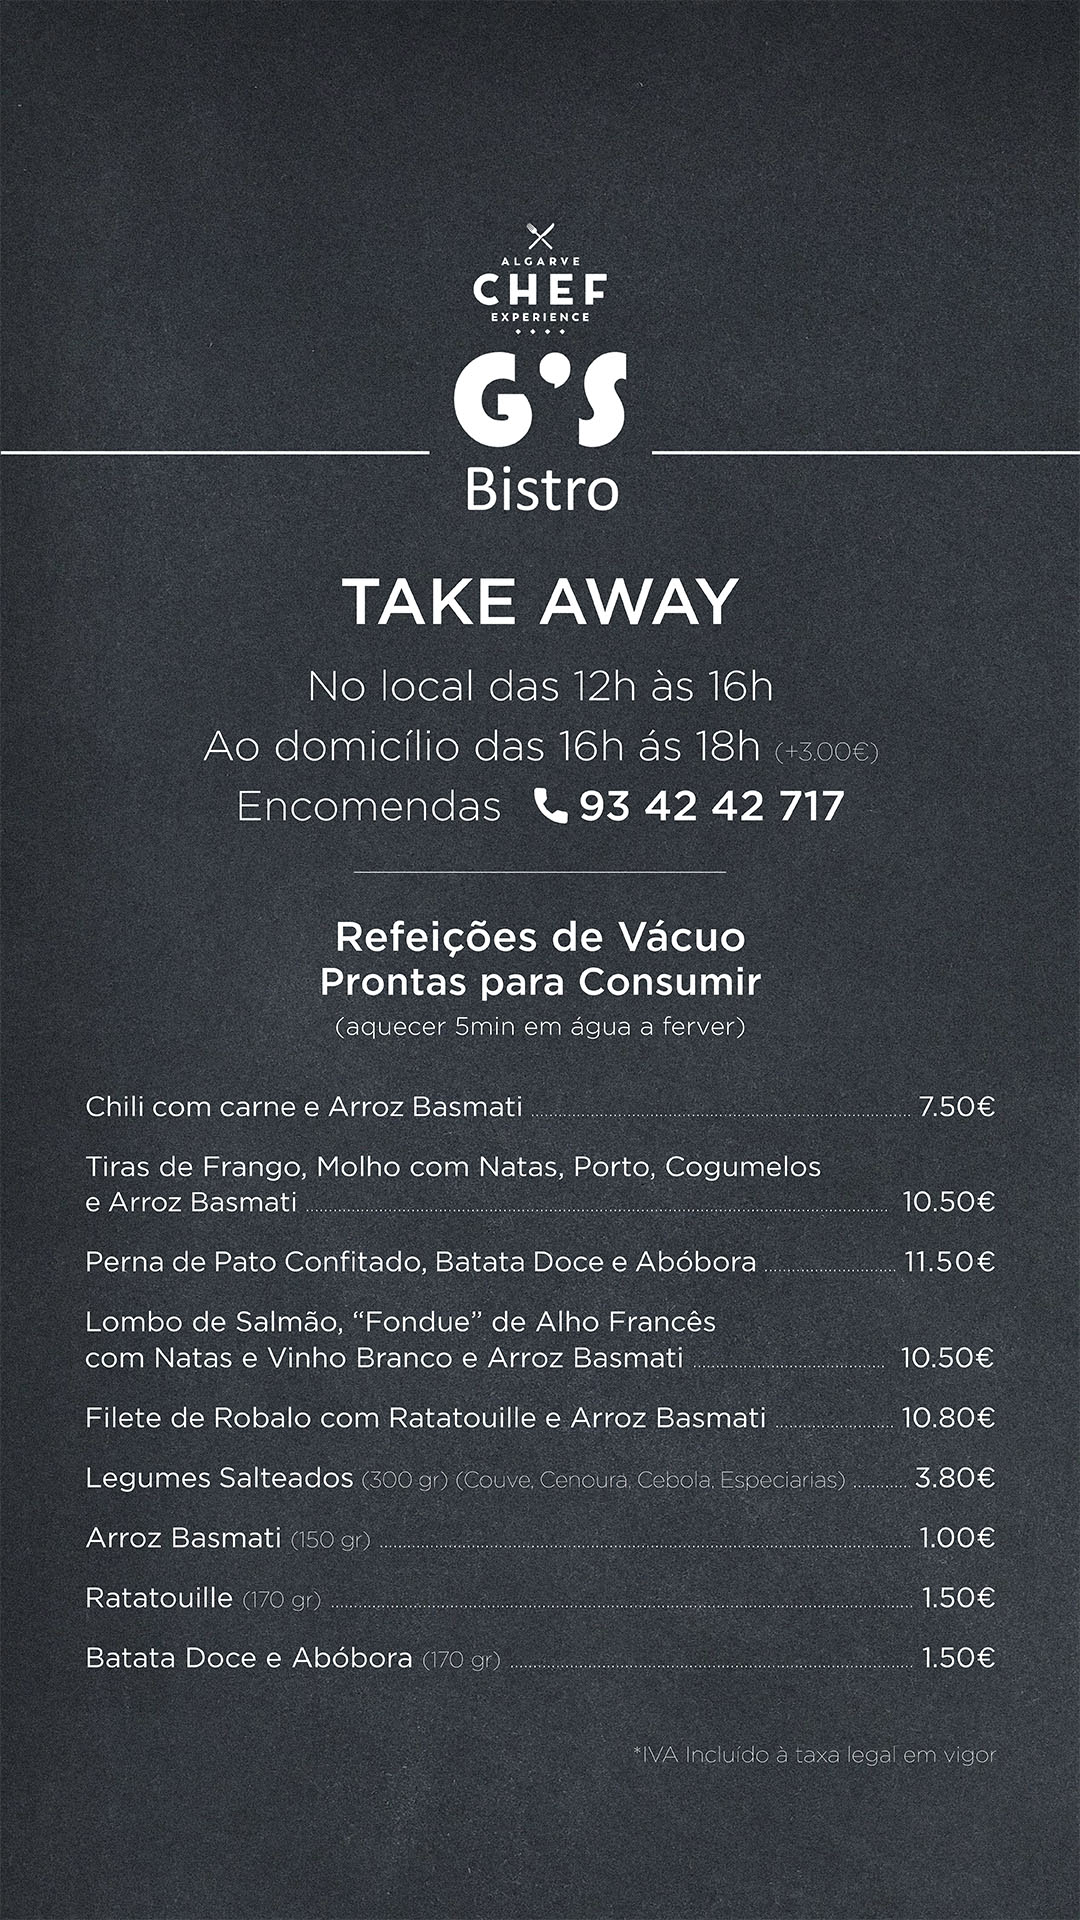 ALGARVE
CHEF
EXPERIENCE
G'S
Bistro
TAKE AWAY
No local das 12h às 16h
Ao domicílio das 16h ás 18h (+3.00€)
Encomendas 93 42 42 717
Refeições de Vácuo
Prontas para Consumir
(aquecer 5min em água a ferver)
Chili com carne e Arroz Basmati 7.50€
Tiras de Frango, Molho com Natas, Porto, Cogumelos
e Arroz Basmati 10.50€
Perna de Pato Confitado, Batata Doce e Abóbora 11.50€
Lombo de Salmão, “Fondue” de Alho Francês
com Natas e Vinho Branco e Arroz Basmati 10.50€
Filete de Robalo com Ratatouille e Arroz Basmati 10.80€
Legumes Salteados (300 gr) (Couve, Cenoura, Cebola, Especiarias) 3.80€
Arroz Basmati (150 gr) 1.00€
Ratatouille (170 gr) 1.50€
Batata Doce e Abóbora (170 gr) 1.50€
*IVA Incluído à taxa legal em vigor